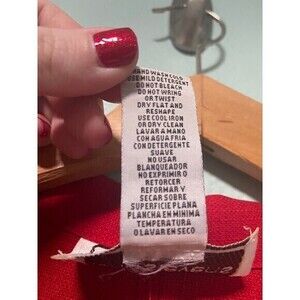 HAND WASH COLD
USE MILD DETERGENT
DO NOT BLEACH
DO NOT WRING
OR TWIST
DRY FLAT AND
RESHAPE
USE COOL IRON
OR DRY CLEAN
LAVAR A MANO
CON AGUA FRIA
CON DETERGENTE
SUAVE
NO USAR
BLANQUEADOR
NO EXPRIMIR O
RETORCER
REFORMAR Y
SECAR SOBRE
SUPERFICIE PLANA
PLANCHA EN MINIMA
TEMPERATURA
O LAVAR EN SECO